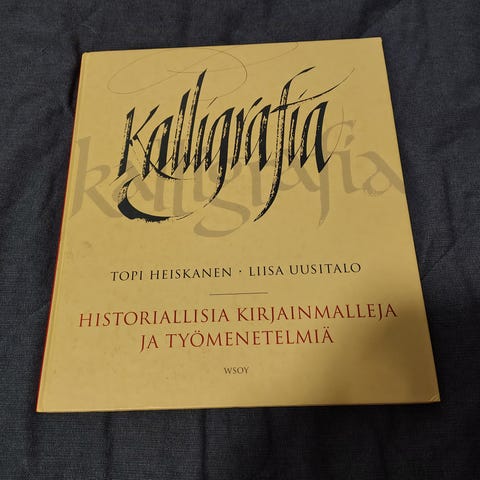 Kalligrafia
kalligrafia
TOPI HEISKANEN · LIISA UUSITALO
HISTORIALLISIA KIRJAINMALLEJA
JA TYÖMENETELMIÄ
WSOY